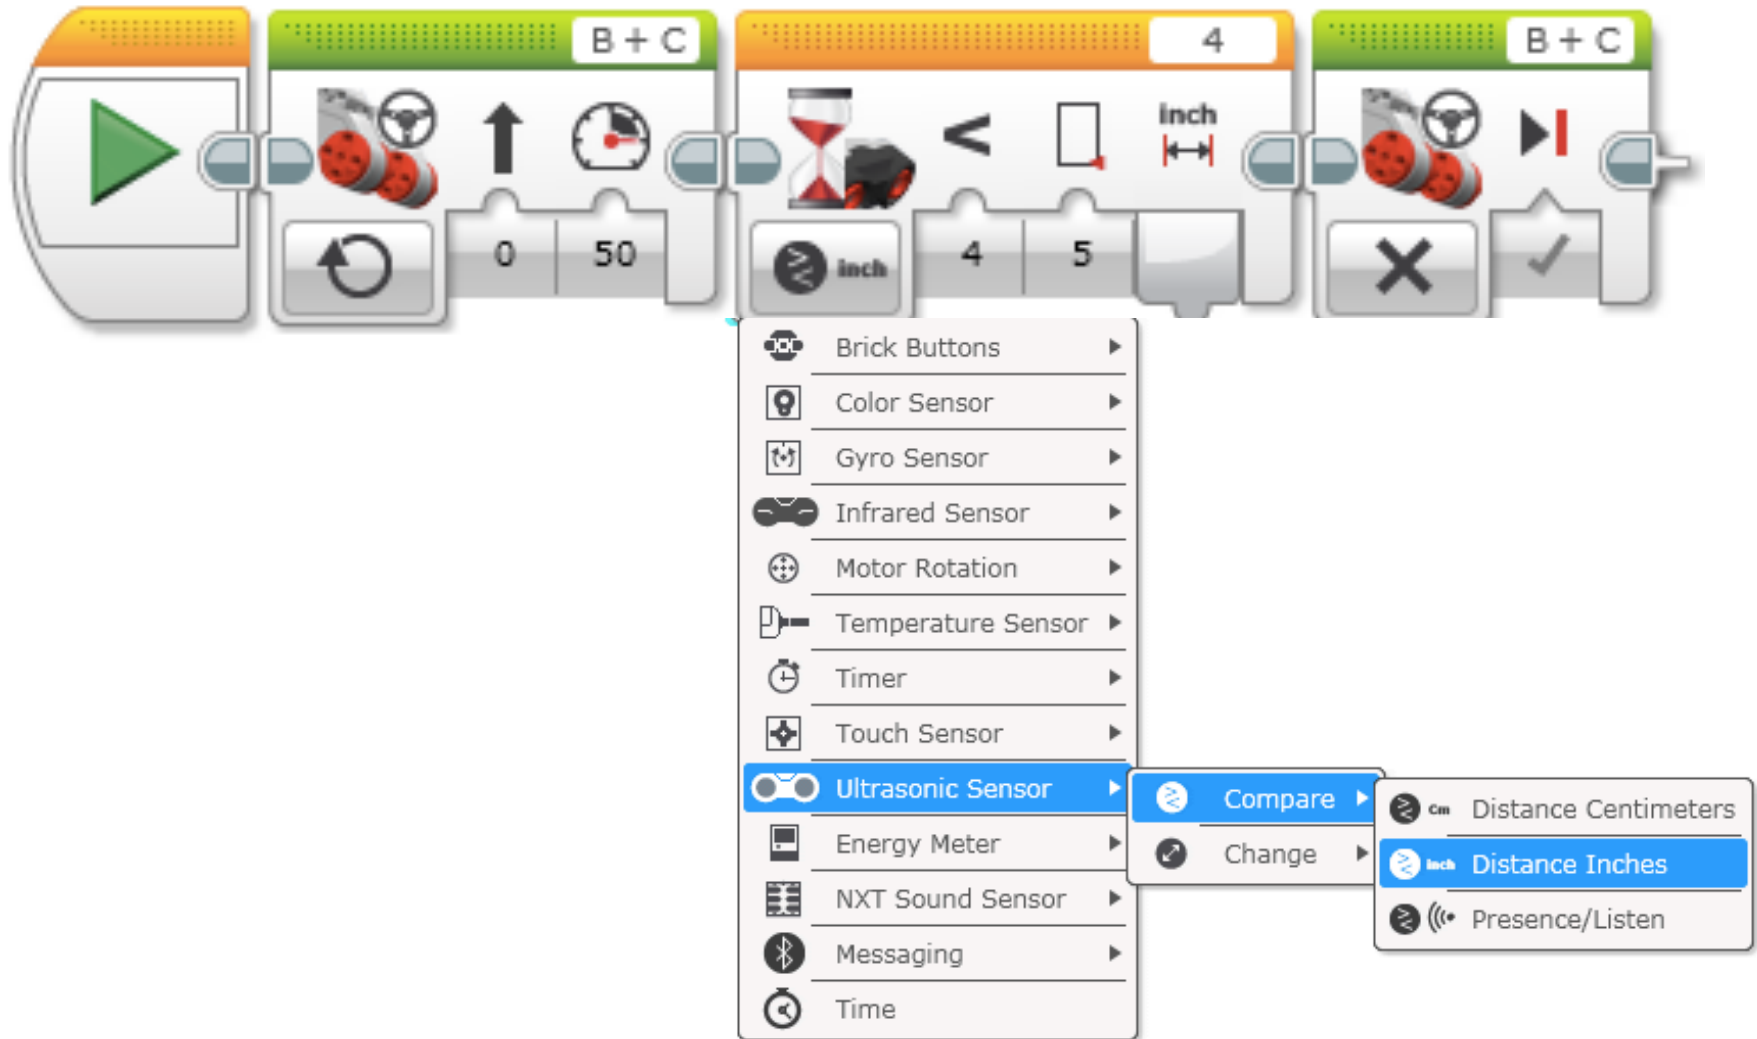 B + C
4
B + C
inch
0
50
inch
4
5
Brick Buttons
Color Sensor
Gyro Sensor
Infrared Sensor
Motor Rotation
Temperature Sensor
Timer
Touch Sensor
Ultrasonic Sensor
Compare
Cm Distance Centimeters
Energy Meter
Change
inch Distance Inches
NXT Sound Sensor
Presence/Listen
Messaging
Time